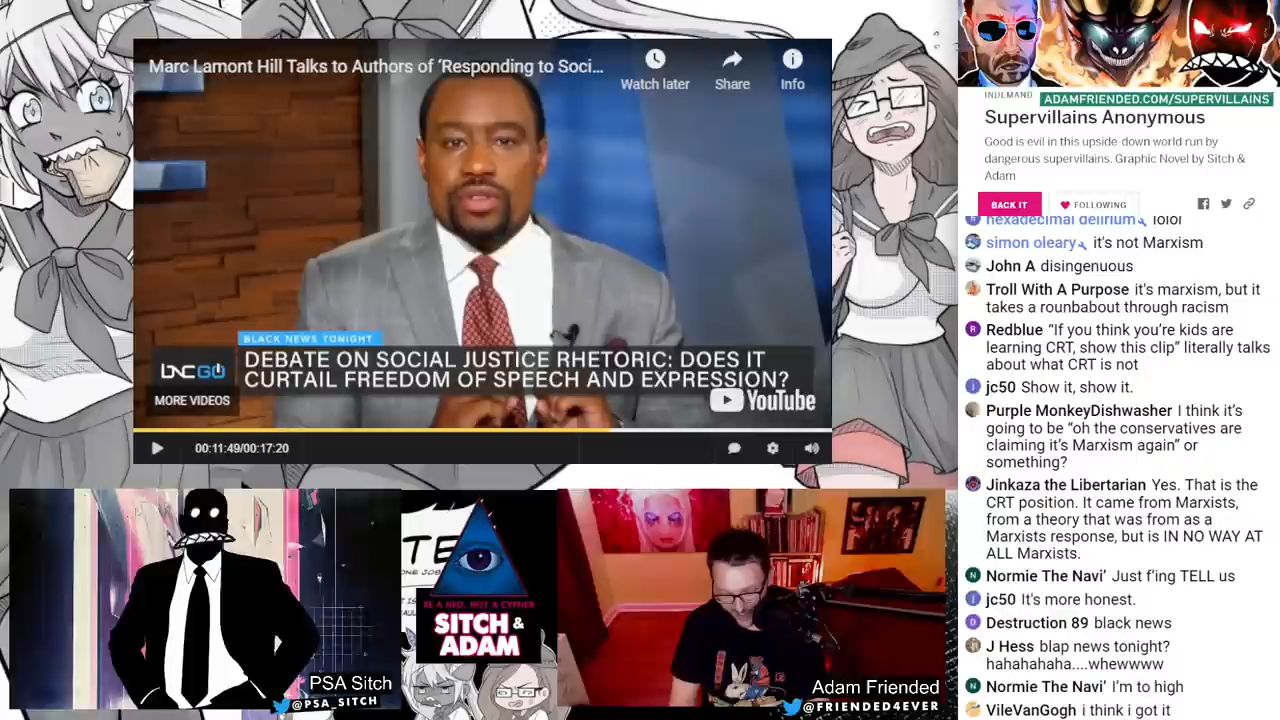 Marc Lamont Hill Talks to Authors of ‘Responding to Soci...
Watch later
Share
Info
BLACK NEWS TONIGHT
DEBATE ON SOCIAL JUSTICE RHETORIC: DOES IT
CURTAIL FREEDOM OF SPEECH AND EXPRESSION?
bNCGO
MORE VIDEOS
YouTube
00:11:49/00:17:20
BE A NEO, NOT A CYPHER
SITCH &
ADAM
PSA Sitch
@PSA_SITCH
Adam Friended
@FRIENDED4EVER
INDEMAND
ADAMFRIENDED.COM/SUPERVILLAINS
Supervillains Anonymous
Good is evil in this upside-down world run by
dangerous supervillains. Graphic Novel by Sitch &
Adam
BACK IT
FOLLOWING
hexadecimal delirium lolol
simon oleary it's not Marxism
John A disingenuous
Troll With A Purpose it's marxism, but it
takes a rounbabout through racism
Redblue “If you think you’re kids are
learning CRT, show this clip” literally talks
about what CRT is not
jc50 Show it, show it.
Purple MonkeyDishwasher I think it’s
going to be “oh the conservatives are
claiming it’s Marxism again” or
something?
Jinkaza the Libertarian Yes. That is the
CRT position. It came from Marxists,
from a theory that was from as a
Marxists response, but is IN NO WAY AT
ALL Marxists.
Normie The Navi’ Just f'ing TELL us
jc50 It's more honest.
Destruction 89 black news
J Hess blap news tonight?
hahahahaha....whewwww
Normie The Navi’ I’m to high
VileVanGogh i think i got it